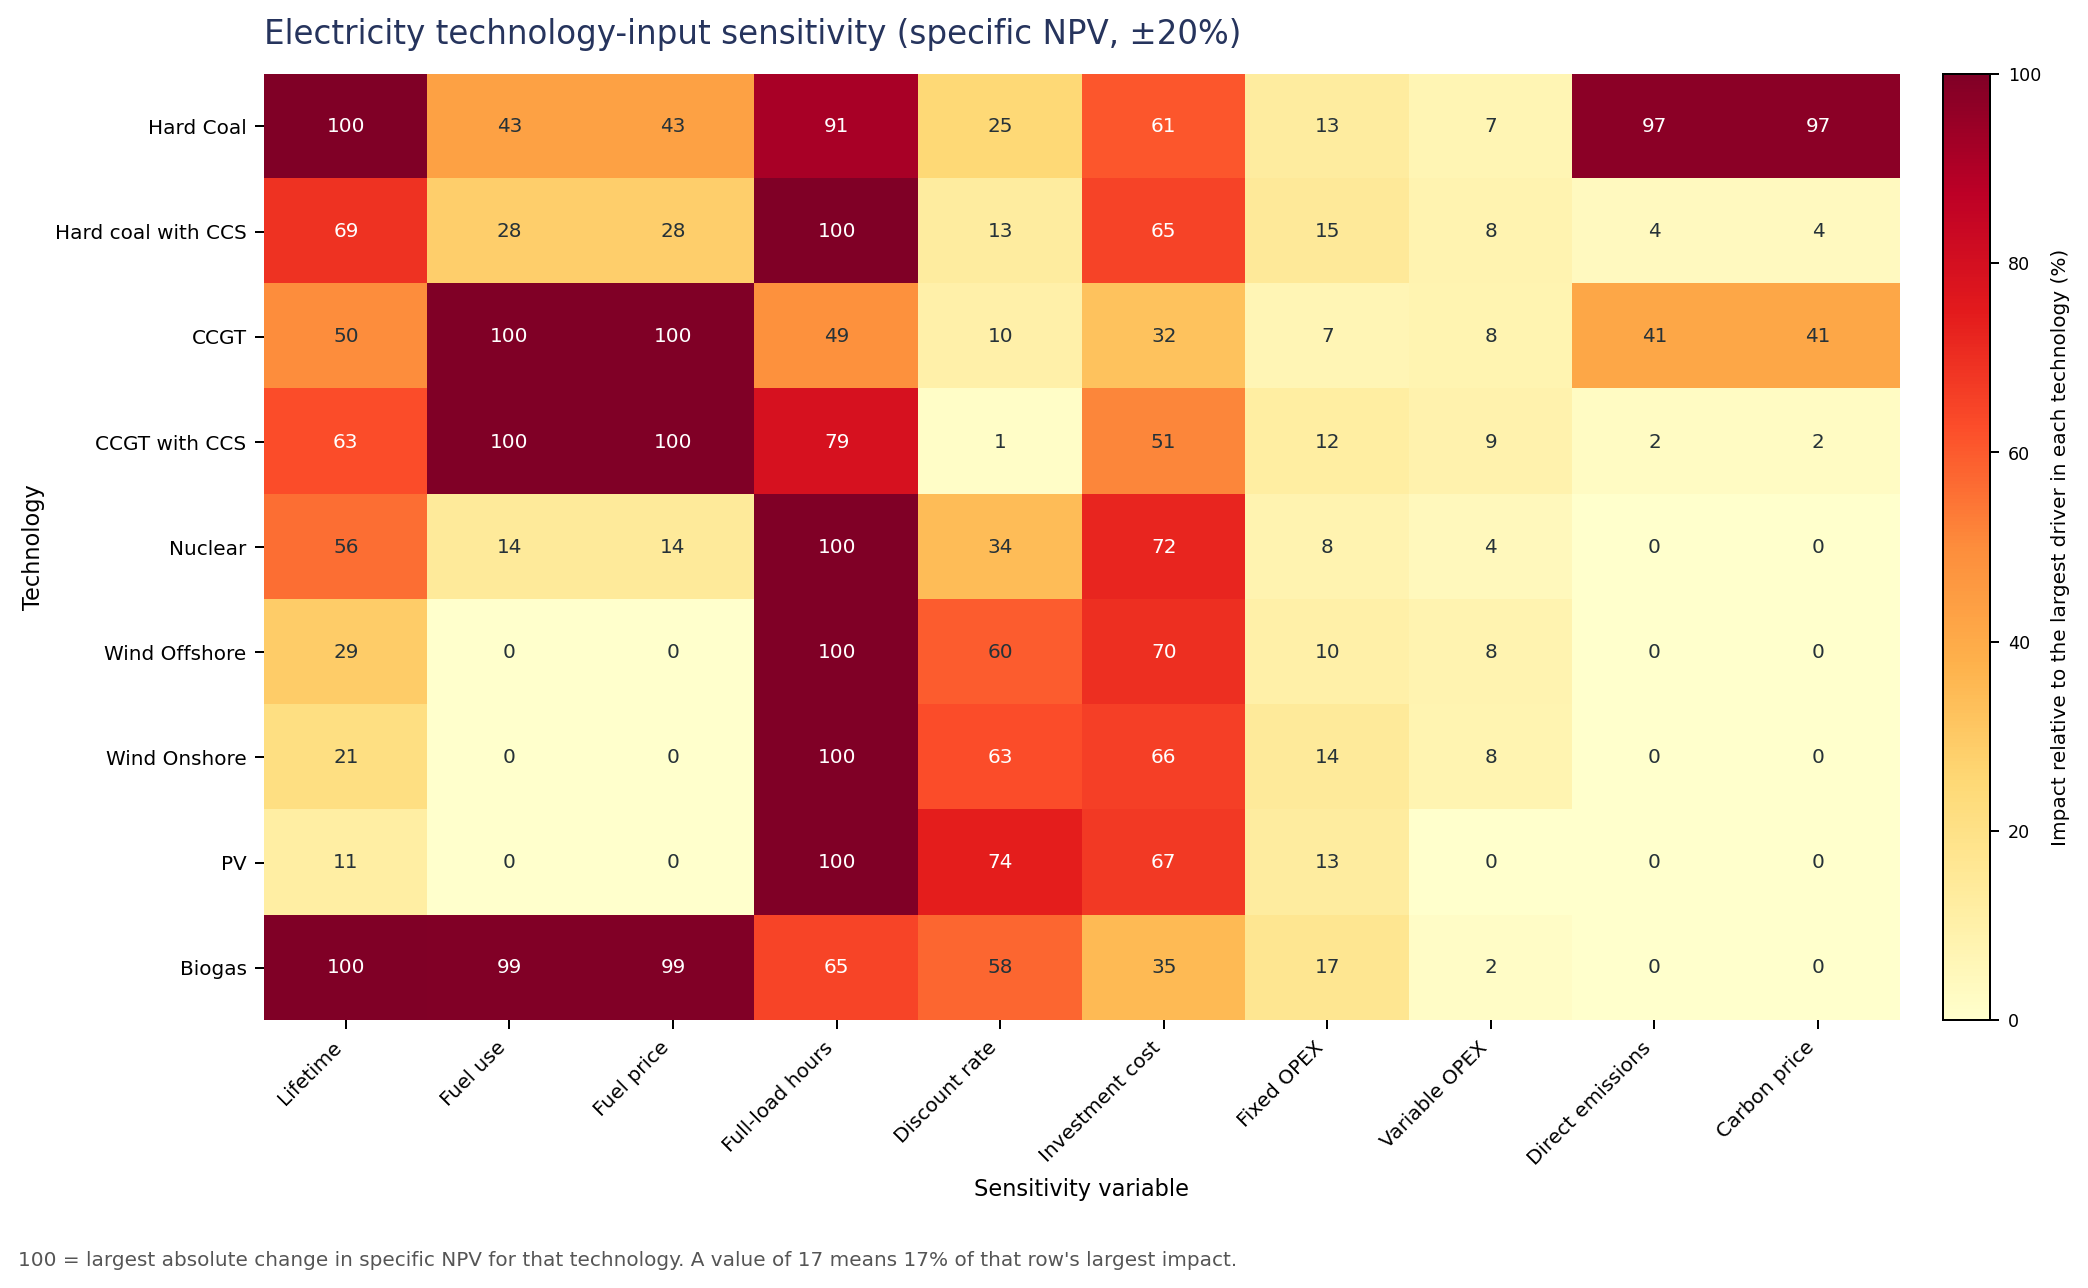 Electricity technology-input sensitivity (specific NPV, ±20%)
Technology
Hard Coal 100 43 43 91 25 61 13 7 97 97
Hard coal with CCS 69 28 28 100 13 65 15 8 4 4
CCGT 50 100 100 49 10 32 7 8 41 41
CCGT with CCS 63 100 100 79 1 51 12 9 2 2
Nuclear 56 14 14 100 34 72 8 4 0 0
Wind Offshore 29 0 0 100 60 70 10 8 0 0
Wind Onshore 21 0 0 100 63 66 14 8 0 0
PV 11 0 0 100 74 67 13 0 0 0
Biogas 100 99 99 65 58 35 17 2 0 0
Lifetime
Fuel use
Fuel price
Full-load hours
Discount rate
Investment cost
Fixed OPEX
Variable OPEX
Direct emissions
Carbon price
Sensitivity variable
100
80
60
40
20
0
Impact relative to the largest driver in each technology (%)
100 = largest absolute change in specific NPV for that technology. A value of 17 means 17% of that row's largest impact.